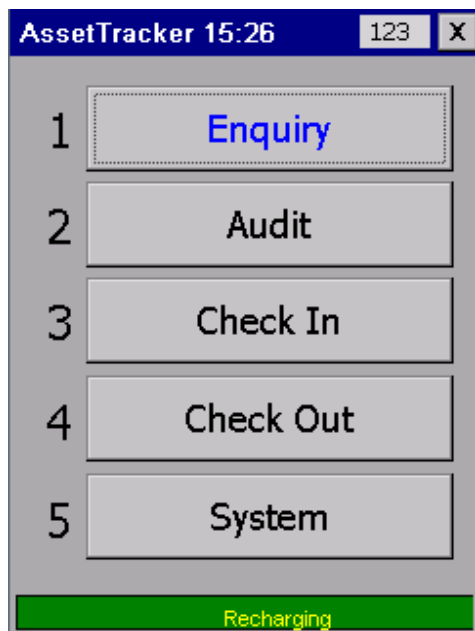 AssetTracker 15:26 123 X
1 Enquiry
2 Audit
3 Check In
4 Check Out
5 System
Recharging